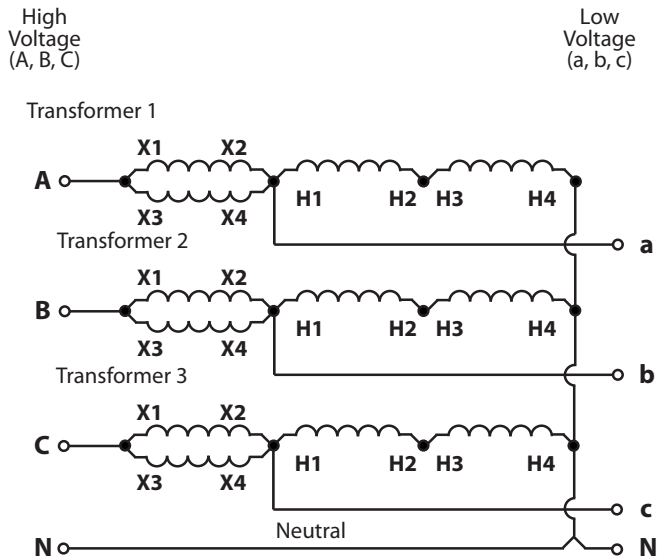 High
Voltage
(A, B, C)
Low
Voltage
(a, b, c)
Transformer 1
X1 X2
A
X3 X4
H1 H2 H3 H4
a
Transformer 2
X1 X2
B
X3 X4
H1 H2 H3 H4
b
Transformer 3
X1 X2
C
X3 X4
H1 H2 H3 H4
c
Neutral
N N